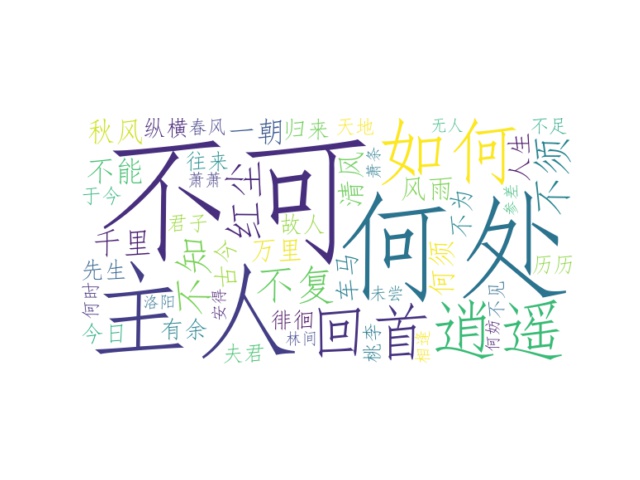 秋风
纵横
春风
一朝
归来
天地
无人
不足
不可
如何
不能
往来
萧萧
红尘
清风
萧条
人生
不须
于今
君子
故人
风雨
不为
参差
千里
不知
古今
万里
何处
先生
不复
车马
何须
历历
何时
主人
洛阳
安得
未尝
不见
今日
有余
徘徊
回首
桃李
逍遥
何妨
林间
夫君